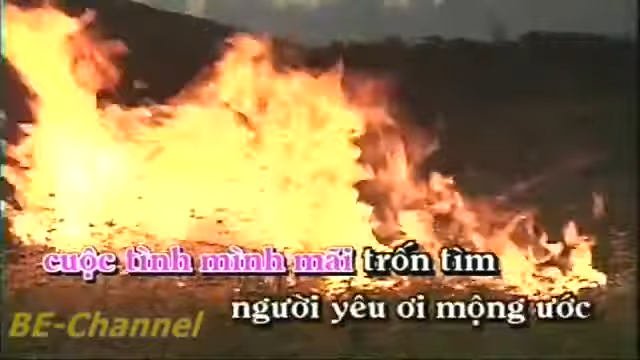 cuộc tình mình mãi trốn tìm
người yêu ơi mộng ước
BE-Channel